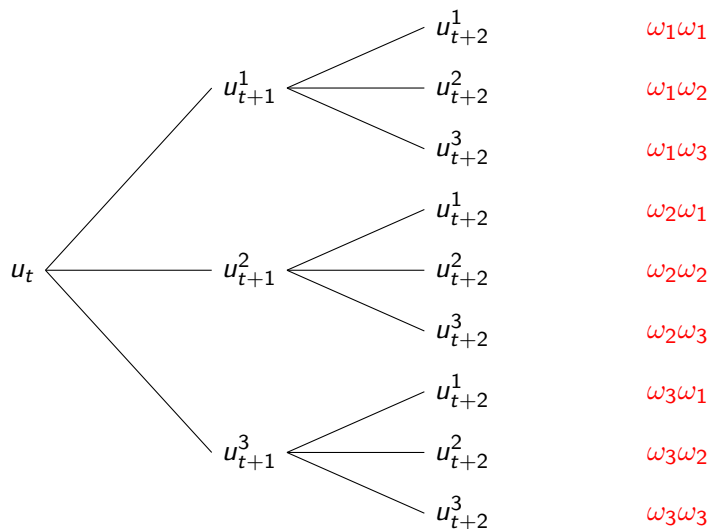 u_{t+2}^1 ω_1ω_1
u_{t+1}^1 u_{t+2}^2 ω_1ω_2
u_{t+2}^3 ω_1ω_3
u_{t+2}^1 ω_2ω_1
u_t u_{t+1}^2 u_{t+2}^2 ω_2ω_2
u_{t+2}^3 ω_2ω_3
u_{t+2}^1 ω_3ω_1
u_{t+1}^3 u_{t+2}^2 ω_3ω_2
u_{t+2}^3 ω_3ω_3